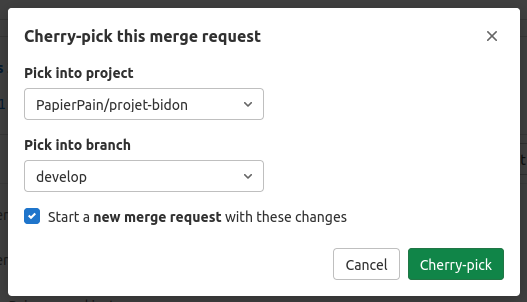 Cherry-pick this merge request
Pick into project
PapierPain/projet-bidon
Pick into branch
develop
Start a new merge request with these changes
Cancel
Cherry-pick